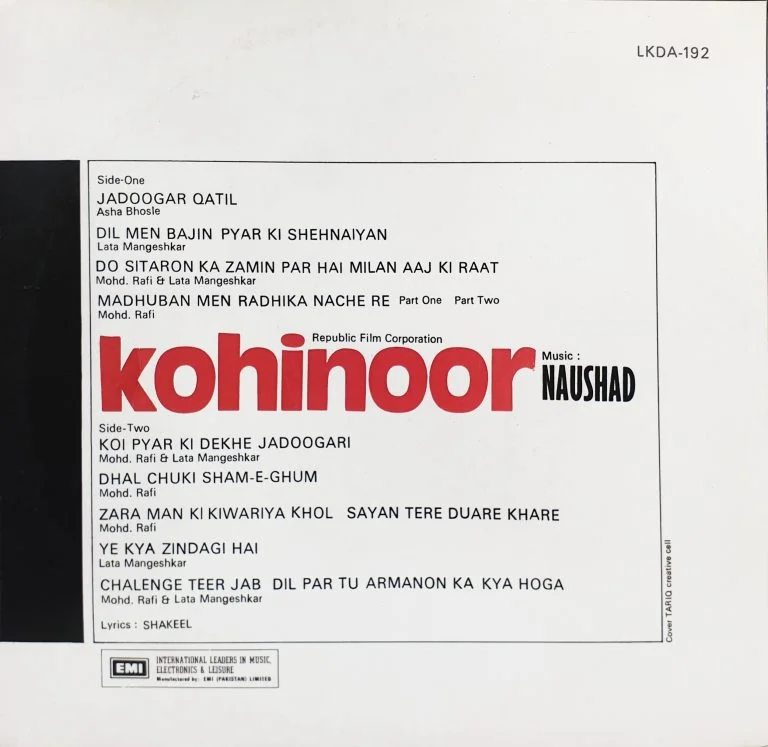 LKDA-192
Side-One
JADOOGAR QATIL
Asha Bhosle
DIL MEN BAJIN PYAR KI SHEHNAIYAN
Lata Mangeshkar
DO SITARON KA ZAMIN PAR HAI MILAN AAJ KI RAAT
Mohd. Rafi & Lata Mangeshkar
MADHUBAN MEN RADHIKA NACHE RE Part One Part Two
Mohd. Rafi
Republic Film Corporation
kohinoor
Music :
NAUSHAD
Side-Two
KOI PYAR KI DEKHE JADOOGARI
Mohd. Rafi & Lata Mangeshkar
DHAL CHUKI SHAM-E-GHUM
Mohd. Rafi
ZARA MAN KI KIWARIYA KHOL SAYAN TERE DUARE KHARE
Mohd. Rafi
YE KYA ZINDAGI HAI
Lata Mangeshkar
CHALENGE TEER JAB DIL PAR TU ARMANON KA KYA HOGA
Mohd. Rafi & Lata Mangeshkar
Lyrics : SHAKEEL
Cover TARIQ creative cell
EMI
INTERNATIONAL LEADERS IN MUSIC,
ELECTRONICS & LEISURE
Manufactured by: EMI (PAKISTAN) LIMITED